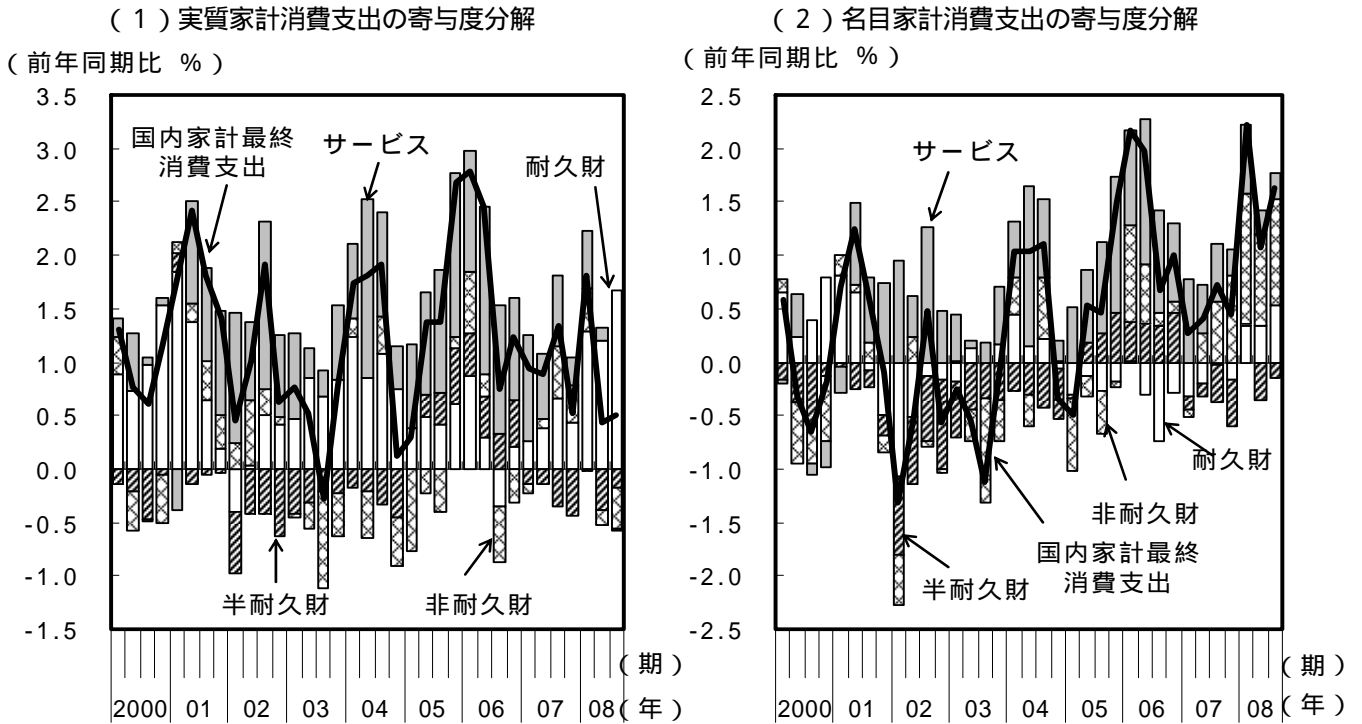 （1）実質家計消費支出の寄与度分解
（前年同期比 %）
3.5
3.0
2.5
2.0
1.5
1.0
0.5
0.0
-0.5
-1.0
-1.5
国内家計最終
消費支出
サービス
耐久財
半耐久財
非耐久財
（期）
2000 01 02 03 04 05 06 07 08（年）
（2）名目家計消費支出の寄与度分解
（前年同期比 %）
2.5
2.0
1.5
1.0
0.5
0.0
-0.5
-1.0
-1.5
-2.0
-2.5
サービス
耐久財
非耐久財
国内家計最終
消費支出
半耐久財
（期）
2000 01 02 03 04 05 06 07 08（年）